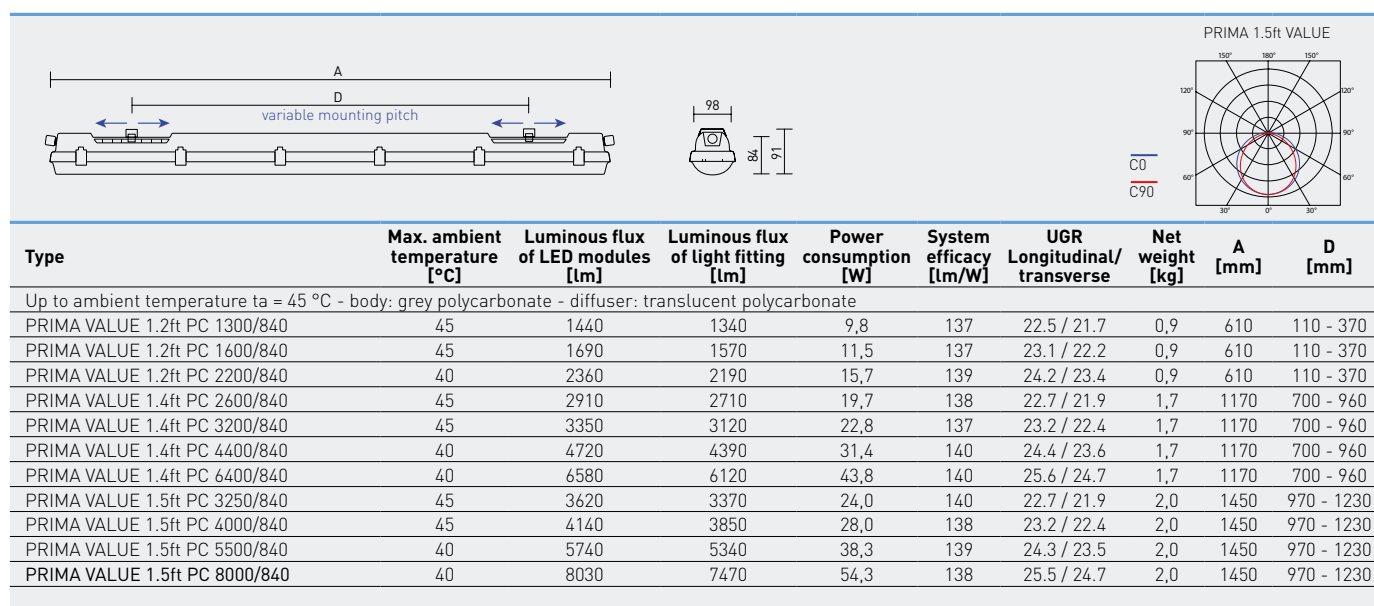 PRIMA 1.5ft VALUE
150° 180° 150°
A
120° 120°
D
variable mounting pitch
98
90° 90°
84
91
C0
60° 60°
C90
30° 0° 30°
Type Max. ambient temperature [°C] Luminous flux of LED modules [lm] Luminous flux of light fitting [lm] Power consumption [W] System efficacy [lm/W] UGR Longitudinal/ transverse Net weight [kg] A [mm] D [mm]
Up to ambient temperature ta = 45 °C - body: grey polycarbonate - diffuser: translucent polycarbonate
PRIMA VALUE 1.2ft PC 1300/840 45 1440 1340 9,8 137 22.5 / 21.7 0,9 610 110 - 370
PRIMA VALUE 1.2ft PC 1600/840 45 1690 1570 11,5 137 23.1 / 22.2 0,9 610 110 - 370
PRIMA VALUE 1.2ft PC 2200/840 40 2360 2190 15,7 139 24.2 / 23.4 0,9 610 110 - 370
PRIMA VALUE 1.4ft PC 2600/840 45 2910 2710 19,7 138 22.7 / 21.9 1,7 1170 700 - 960
PRIMA VALUE 1.4ft PC 3200/840 45 3350 3120 22,8 137 23.2 / 22.4 1,7 1170 700 - 960
PRIMA VALUE 1.4ft PC 4400/840 40 4720 4390 31,4 140 24.4 / 23.6 1,7 1170 700 - 960
PRIMA VALUE 1.4ft PC 6400/840 40 6580 6120 43,8 140 25.6 / 24.7 1,7 1170 700 - 960
PRIMA VALUE 1.5ft PC 3250/840 45 3620 3370 24,0 140 22.7 / 21.9 2,0 1450 970 - 1230
PRIMA VALUE 1.5ft PC 4000/840 45 4140 3850 28,0 138 23.2 / 22.4 2,0 1450 970 - 1230
PRIMA VALUE 1.5ft PC 5500/840 40 5740 5340 38,3 139 24.3 / 23.5 2,0 1450 970 - 1230
PRIMA VALUE 1.5ft PC 8000/840 40 8030 7470 54,3 138 25.5 / 24.7 2,0 1450 970 - 1230